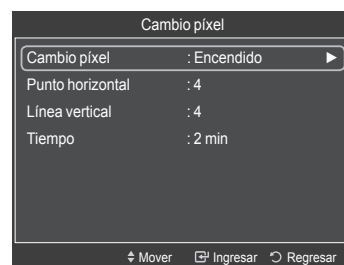 Cambio píxel
Cambio píxel : Encendido
Punto horizontal : 4
Línea vertical : 4
Tiempo : 2 min
Mover Ingresar Regresar